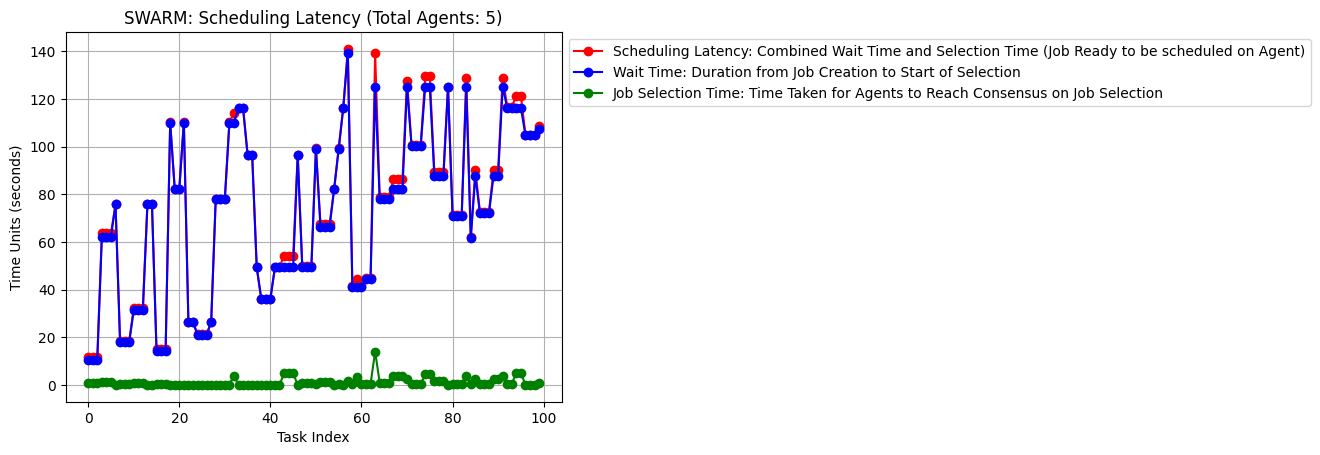 SWARM: Scheduling Latency (Total Agents: 5)
Scheduling Latency: Combined Wait Time and Selection Time (Job Ready to be scheduled on Agent)
Wait Time: Duration from Job Creation to Start of Selection
Job Selection Time: Time Taken for Agents to Reach Consensus on Job Selection
Time Units (seconds)
140
120
100
80
60
40
20
0
0 20 40 60 80 100
Task Index